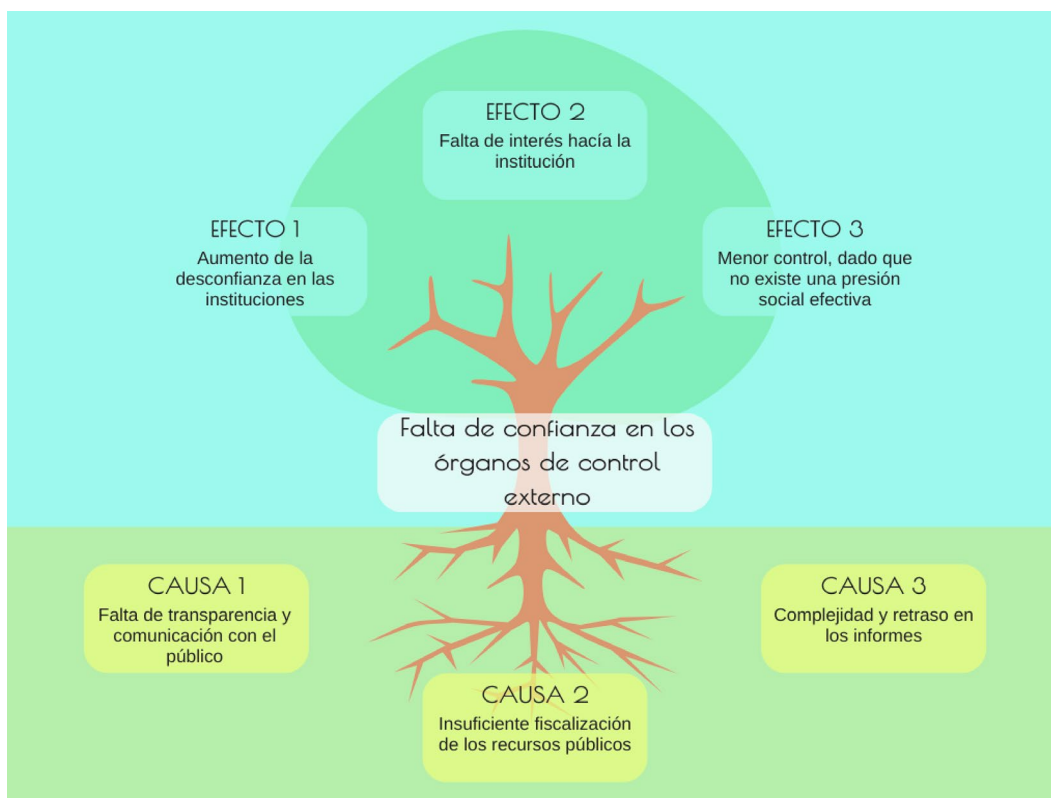 EFECTO 2
Falta de interés hacía la
institución
EFECTO 1
Aumento de la
desconfianza en las
instituciones
EFECTO 3
Menor control, dado que
no existe una presión
social efectiva
Falta de confianza en los
órganos de control
externo
CAUSA 1
Falta de transparencia y
comunicación con el
público
CAUSA 3
Complejidad y retraso en
los informes
CAUSA 2
Insuficiente fiscalización
de los recursos públicos